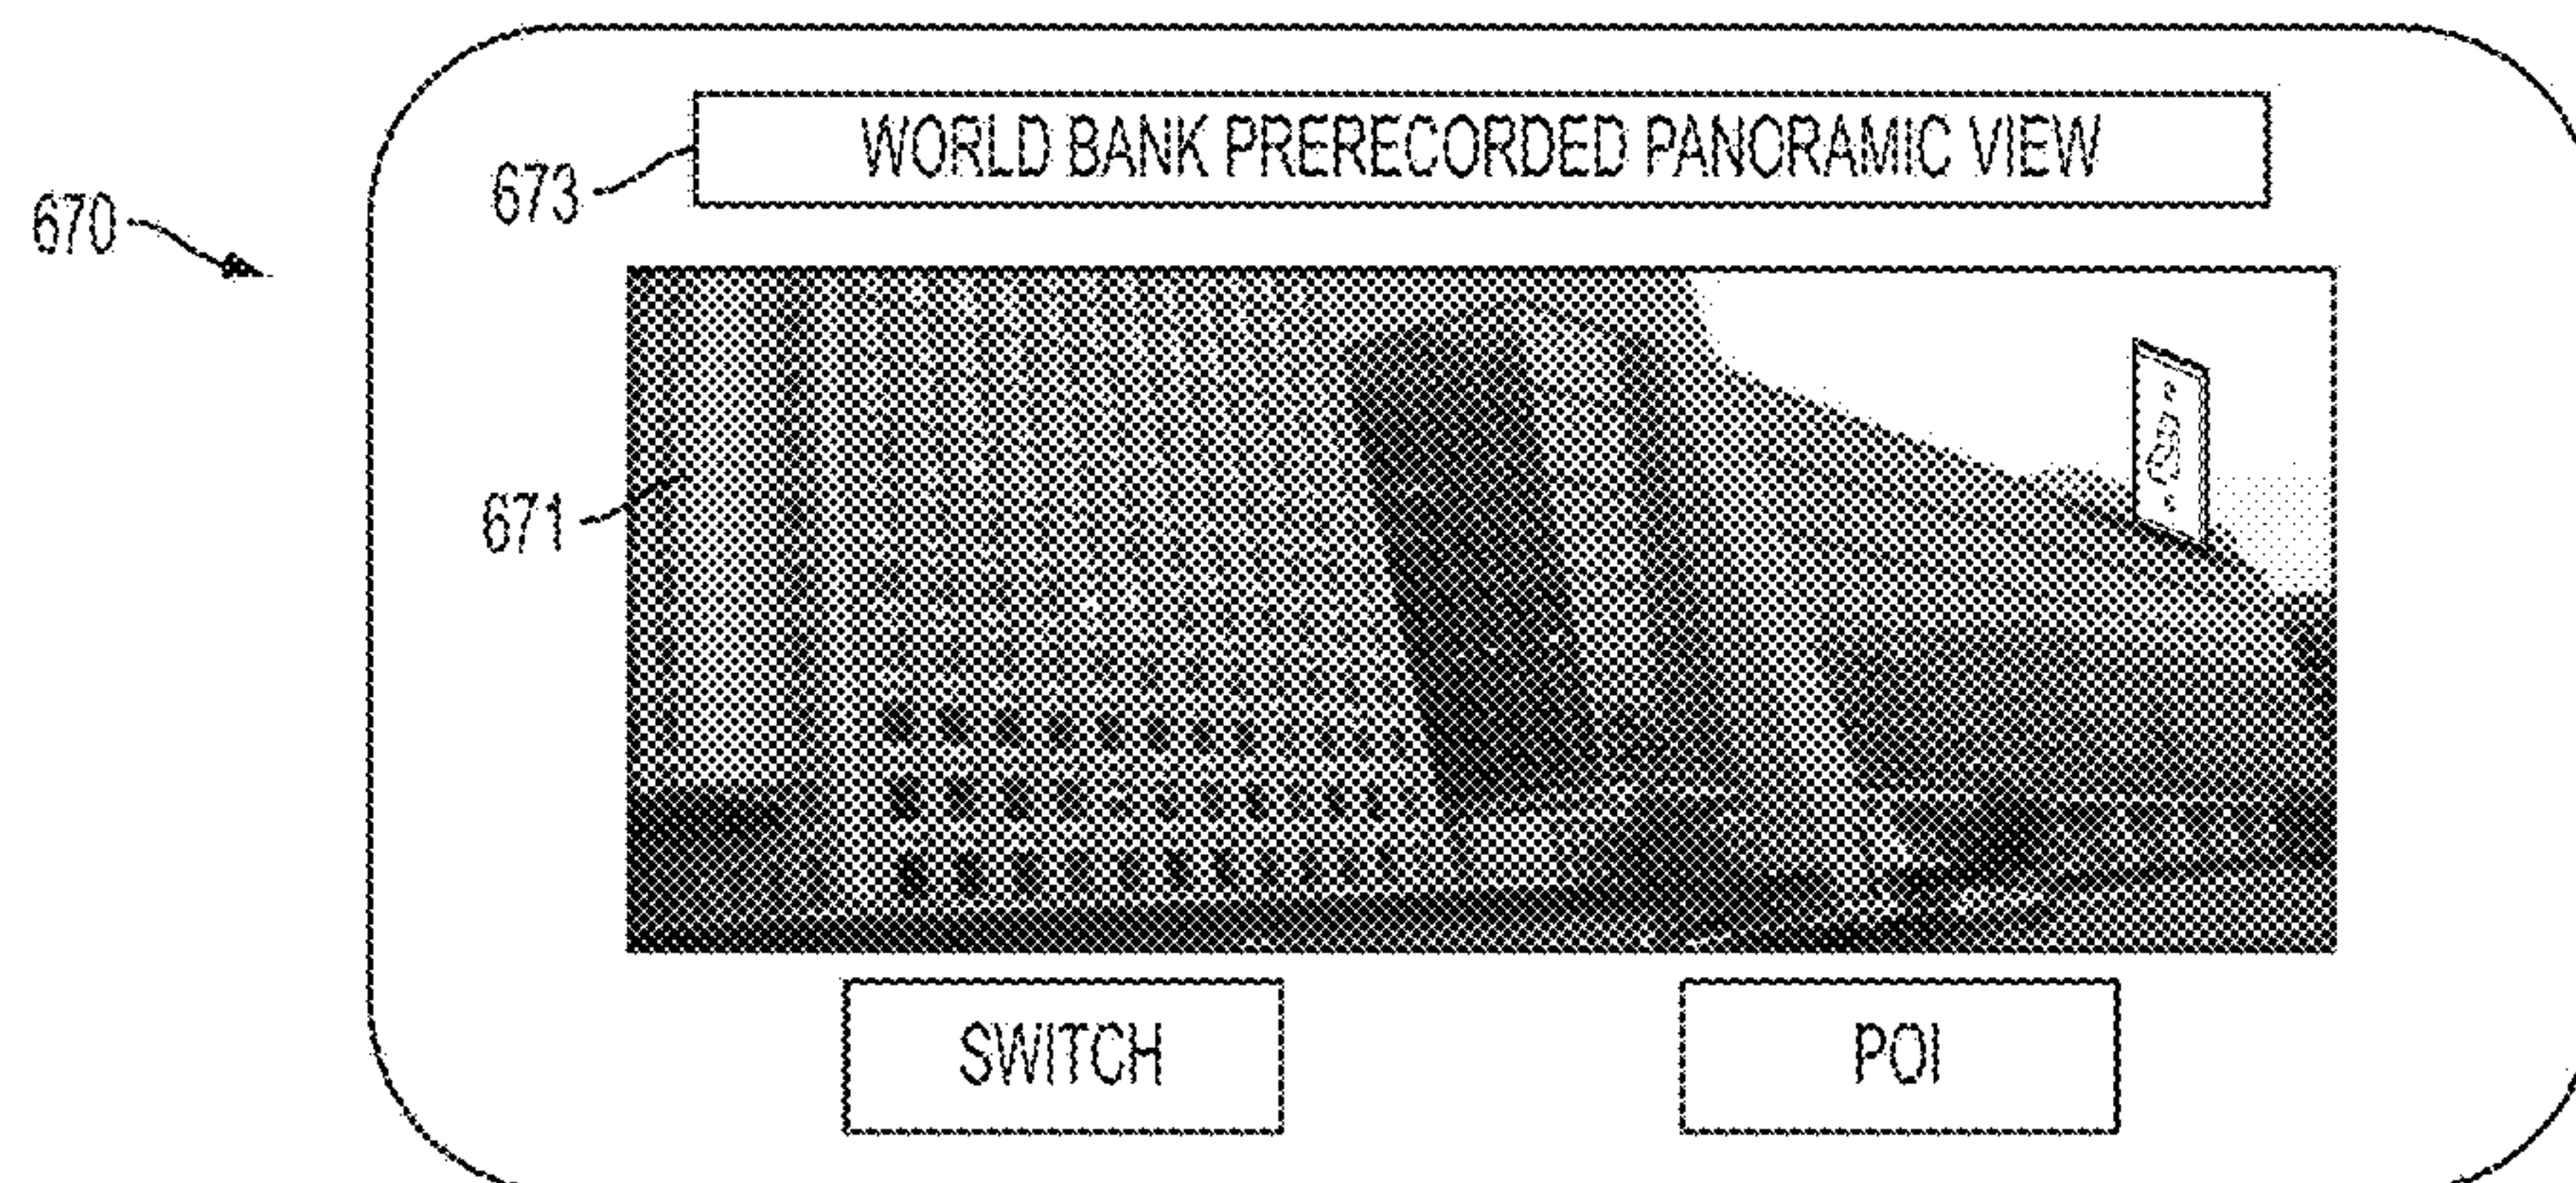 WORLD BANK PRERECORDED PANORAMIC VIEW
673
670
671
SWITCH
POI